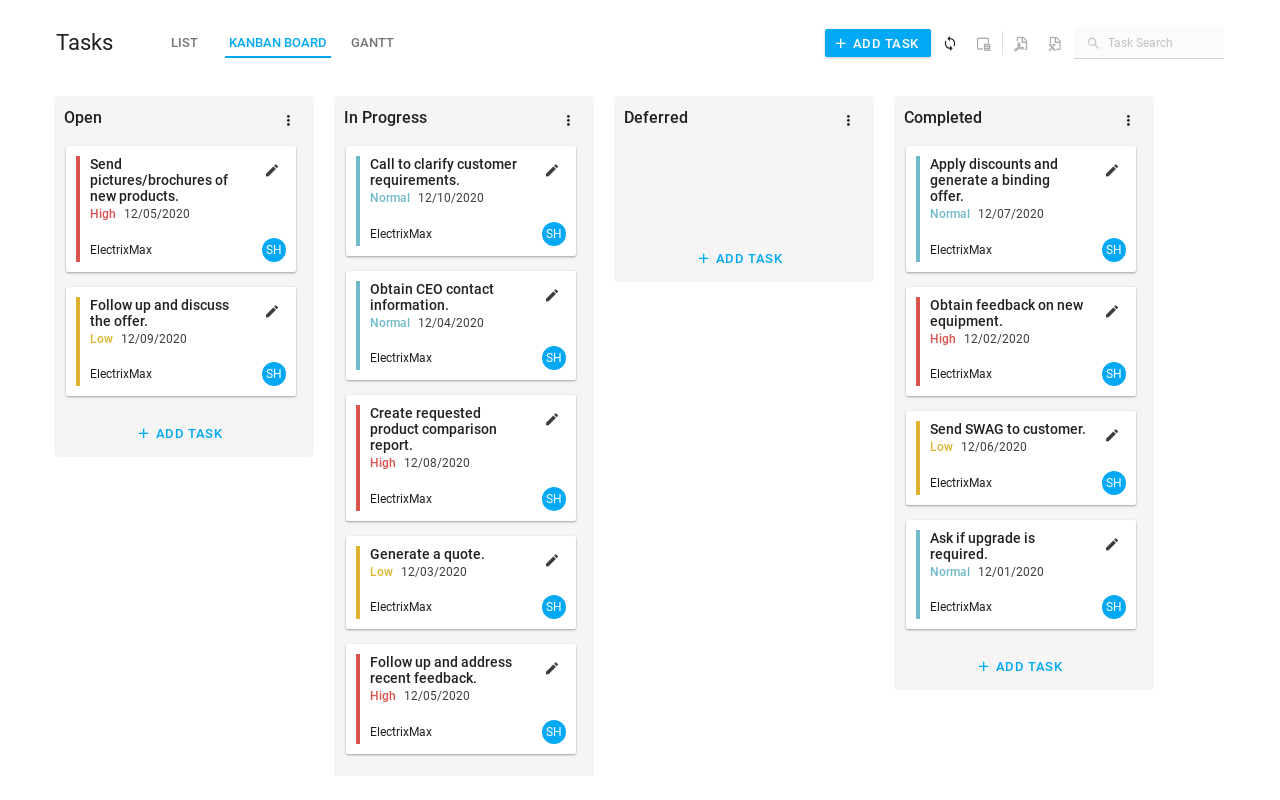 Tasks
LIST
KANBAN BOARD
GANTT
ADD TASK
Task Search
Open
Send
pictures/brochures of
new products.
High 12/05/2020
ElectrixMax
SH
Follow up and discuss
the offer.
Low 12/09/2020
ElectrixMax
SH
ADD TASK
In Progress
Call to clarify customer
requirements.
Normal 12/10/2020
ElectrixMax
SH
Obtain CEO contact
information.
Normal 12/04/2020
ElectrixMax
SH
Create requested
product comparison
report.
High 12/08/2020
ElectrixMax
SH
Generate a quote.
Low 12/03/2020
ElectrixMax
SH
Follow up and address
recent feedback.
High 12/05/2020
ElectrixMax
SH
Deferred
ADD TASK
Completed
Apply discounts and
generate a binding
offer.
Normal 12/07/2020
ElectrixMax
SH
Obtain feedback on new
equipment.
High 12/02/2020
ElectrixMax
SH
Send SWAG to customer.
Low 12/06/2020
ElectrixMax
SH
Ask if upgrade is
required.
Normal 12/01/2020
ElectrixMax
SH
ADD TASK